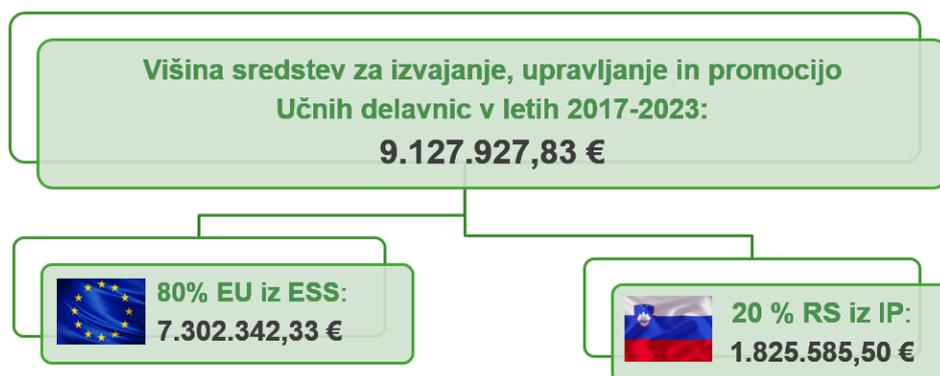 Višina sredstev za izvajanje, upravljanje in promocijo
Učnih delavnic v letih 2017-2023:
9.127.927,83 €
80% EU iz ESS:
7.302.342,33 €
20 % RS iz IP:
1.825.585,50 €